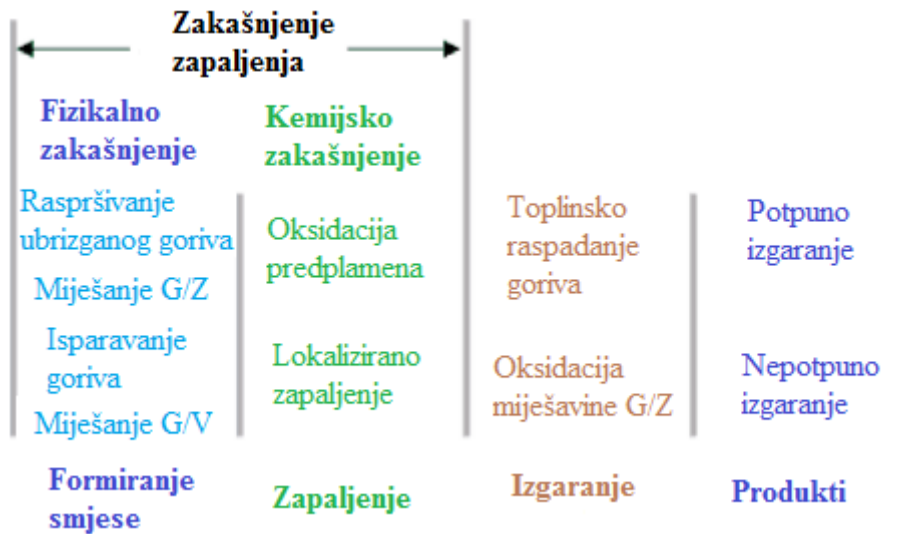 Zakašnjenje
zapaljenja
Fizikalno
zakašnjenje
Kemijsko
zakašnjenje
Raspršivanje
ubrizganog goriva
Miješanje G/Z
Isparavanje
goriva
Miješanje G/V
Oksidacija
predplamena
Lokalizirano
zapaljenje
Toplinsko
raspadanje
goriva
Oksidacija
miješavine G/Z
Potpuno
izgaranje
Nepotpuno
izgaranje
Formiranje
smjese
Zapaljenje
Izgaranje
Produkti